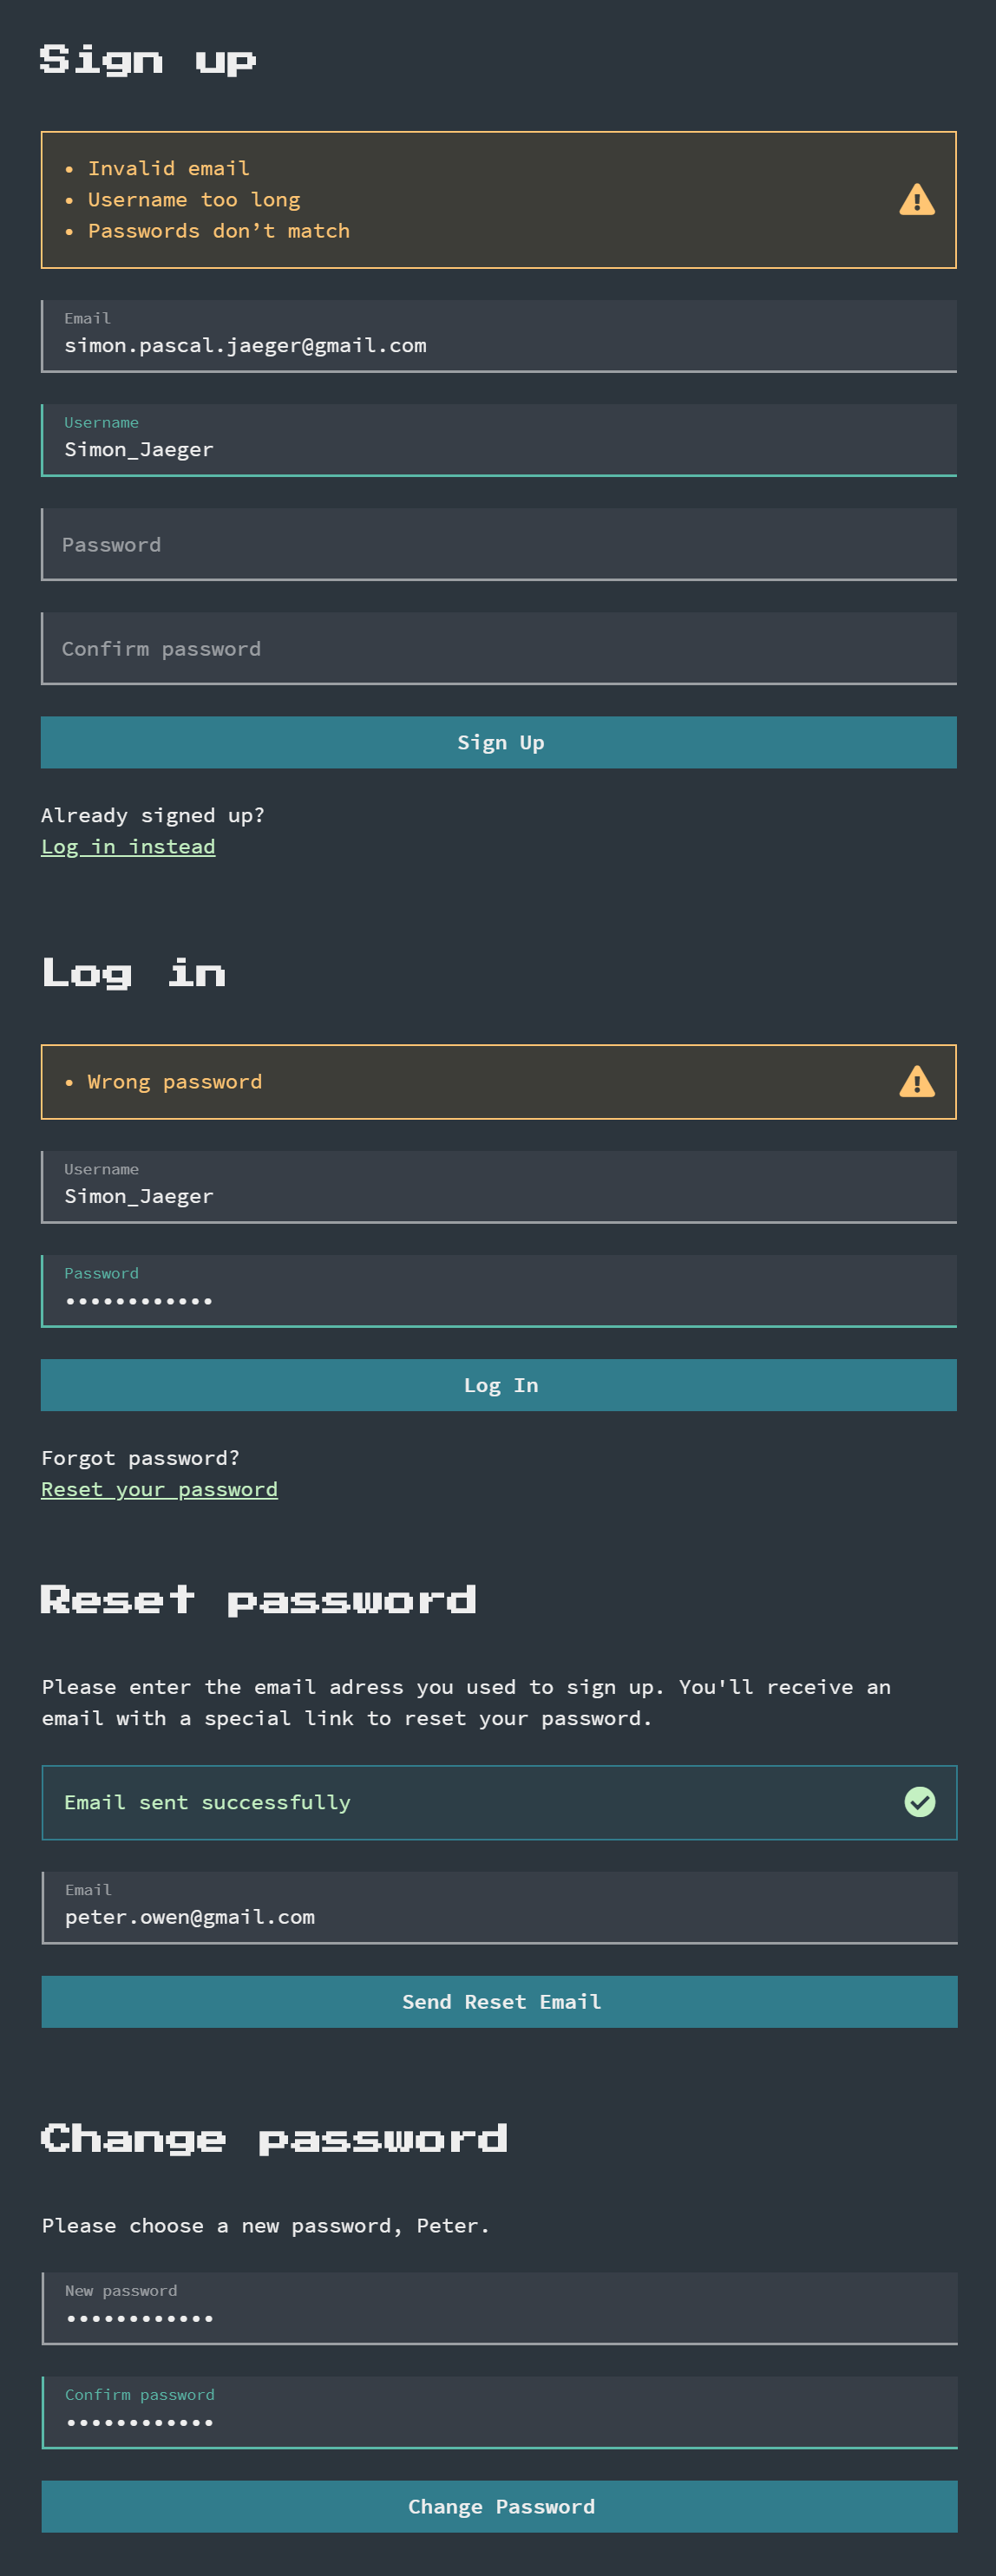 Sign up
• Invalid email
• Username too long
• Passwords don’t match
Email
simon.pascal.jaeger@gmail.com
Username
Simon_Jaeger
Password
Confirm password
Sign Up
Already signed up?
Log in instead
Log in
• Wrong password
Username
Simon_Jaeger
Password
••••••••••••
Log In
Forgot password?
Reset your password
Reset password
Please enter the email adress you used to sign up. You'll receive an
email with a special link to reset your password.
Email sent successfully
Email
peter.owen@gmail.com
Send Reset Email
Change password
Please choose a new password, Peter.
New password
••••••••••••
Confirm password
••••••••••••
Change Password